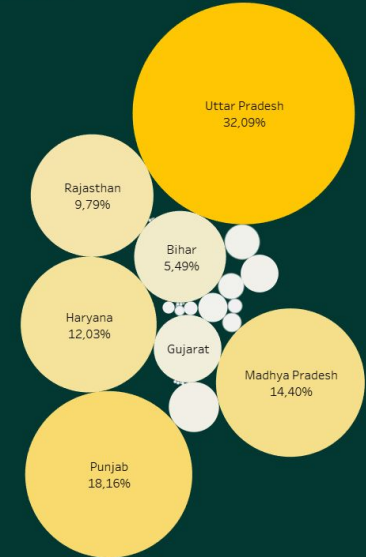 Uttar Pradesh
32,09%
Rajasthan
9,79%
Bihar
5,49%
Haryana
12,03%
Gujarat
Madhya Pradesh
14,40%
Punjab
18,16%